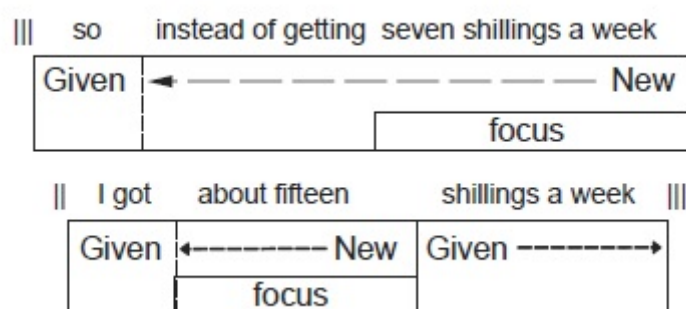 ||| so instead of getting seven shillings a week
Given New
focus
|| I got about fifteen shillings a week |||
Given New Given
focus